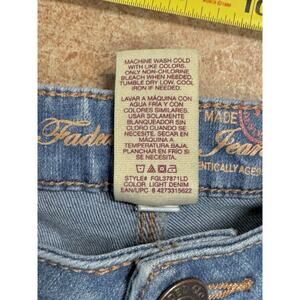 10
MACHINE WASH COLD
WITH LIKE COLORS.
ONLY NON-CHLORINE
BLEACH WHEN NEEDED.
TUMBLE DRY LOW, COOL
IRON IF NEEDED.
LAVAR A MÁQUINA CON
AGUA FRÍA Y CON
COLORES SIMILARES.
USAR SOLAMENTE
BLANQUEADOR SIN
CLORO CUANDO SE
NECESITE. SECAR EN
MÁQUINA A
TEMPERATURA BAJA.
PLANCHAR EN FRÍO SI
SE NECESITA.
STYLE# FGL37871LD
COLOR: LIGHT DENIM
EAN/UPC: 8 4273315622
Faded
MADE
Jean
ENTICALLY AGED